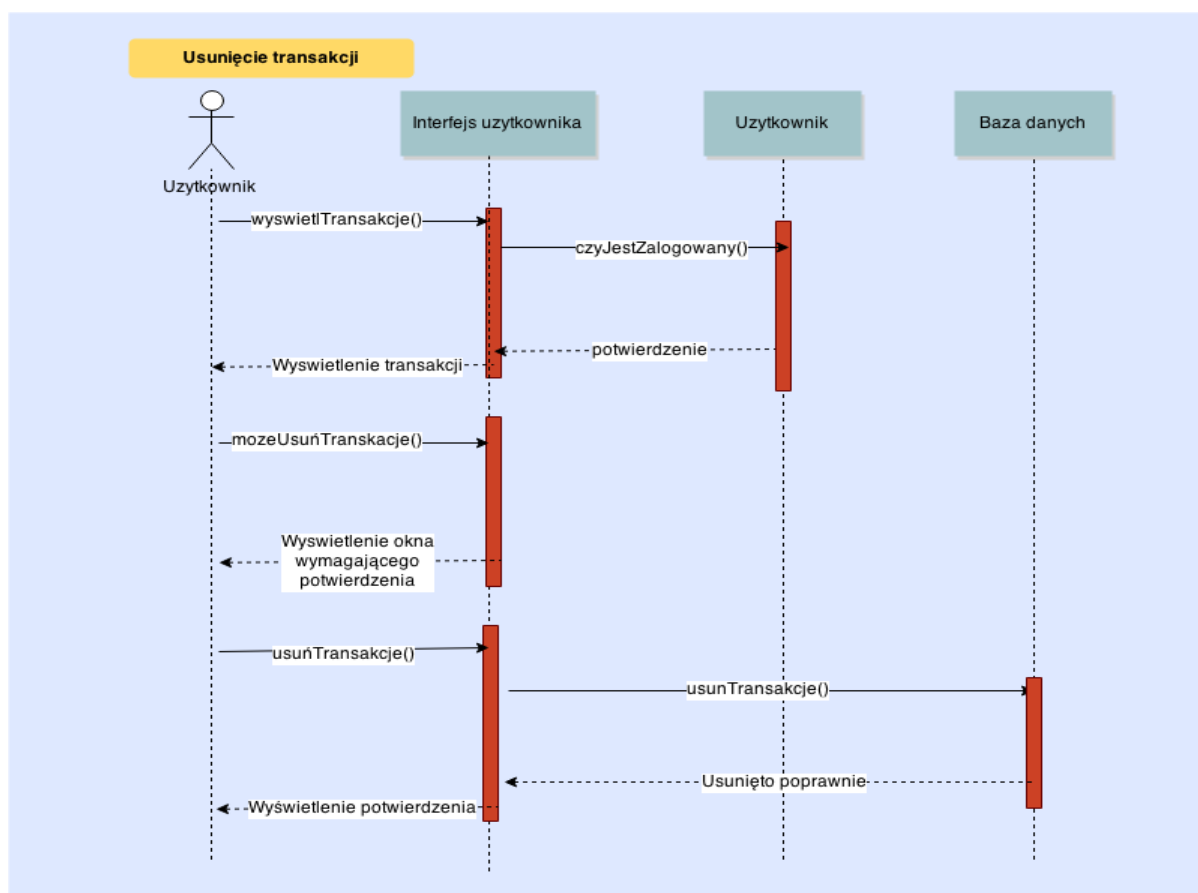 Usunięcie transakcji
Interfejs uzytkownika
Uzytkownik
Baza danych
Uzytkownik
wyswietlTransakcje()
czyJestZalogowany()
potwierdzenie
Wyswietlenie transakcji
mozeUsuńTranskacje()
Wyswietlenie okna
wymagającego
potwierdzenia
usuńTransakcje()
usunTransakcje()
Usunięto poprawnie
Wyświetlenie potwierdzenia